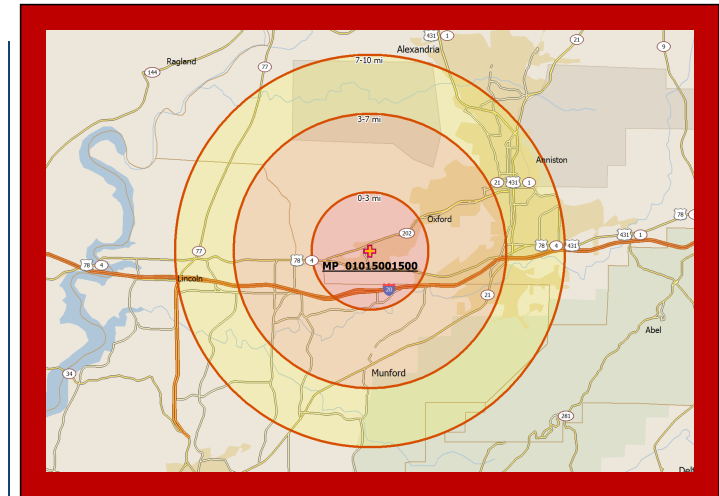 431 1
21
Alexandria
9
Ragland
7-10 mi
77
144
3-7 mi
Anniston
21 431 1
0-3 mi
78
Oxford
202
431 1
77
78 4 431
78 4
78 4
MP_01015001500
Lincoln
20
21
Abel
34
Munford
281
Del